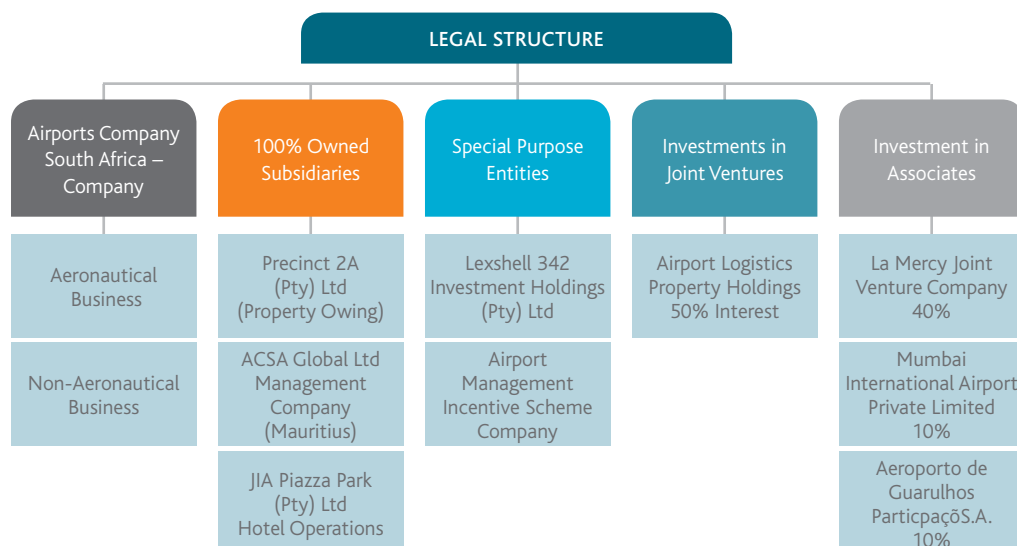 LEGAL STRUCTURE
Airports Company
South Africa –
Company
100% Owned
Subsidiaries
Special Purpose
Entities
Investments in
Joint Ventures
Investment in
Associates
Aeronautical
Business
Non-Aeronautical
Business
Precinct 2A
(Pty) Ltd
(Property Owing)
ACSA Global Ltd
Management
Company
(Mauritius)
JIA Piazza Park
(Pty) Ltd
Hotel Operations
Lexshell 342
Investment Holdings
(Pty) Ltd
Airport
Management
Incentive Scheme
Company
Airport Logistics
Property Holdings
50% Interest
La Mercy Joint
Venture Company
40%
Mumbai
International Airport
Private Limited
10%
Aeroporto de
Guarulhos
ParticpaçõS.A.
10%